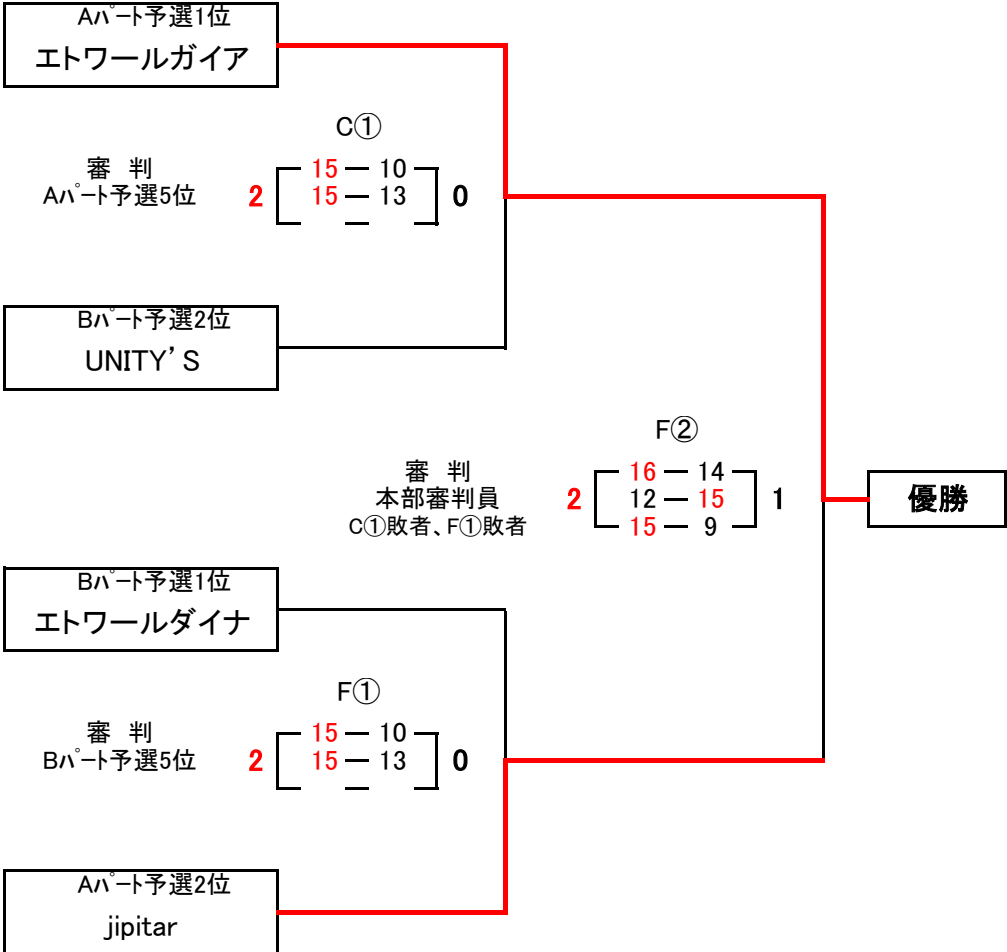 Aパート予選1位
エトワールガイア
C①
審 判
Aパート予選5位
2
15 — 10
15 — 13
—
0
Bパート予選2位
UNITY'S
F②
審 判
本部審判員
C①敗者、F①敗者
2
16 — 14
12 — 15
15 — 9
1
優勝
Bパート予選1位
エトワールダイナ
F①
審 判
Bパート予選5位
2
15 — 10
15 — 13
—
0
Aパート予選2位
jipitar